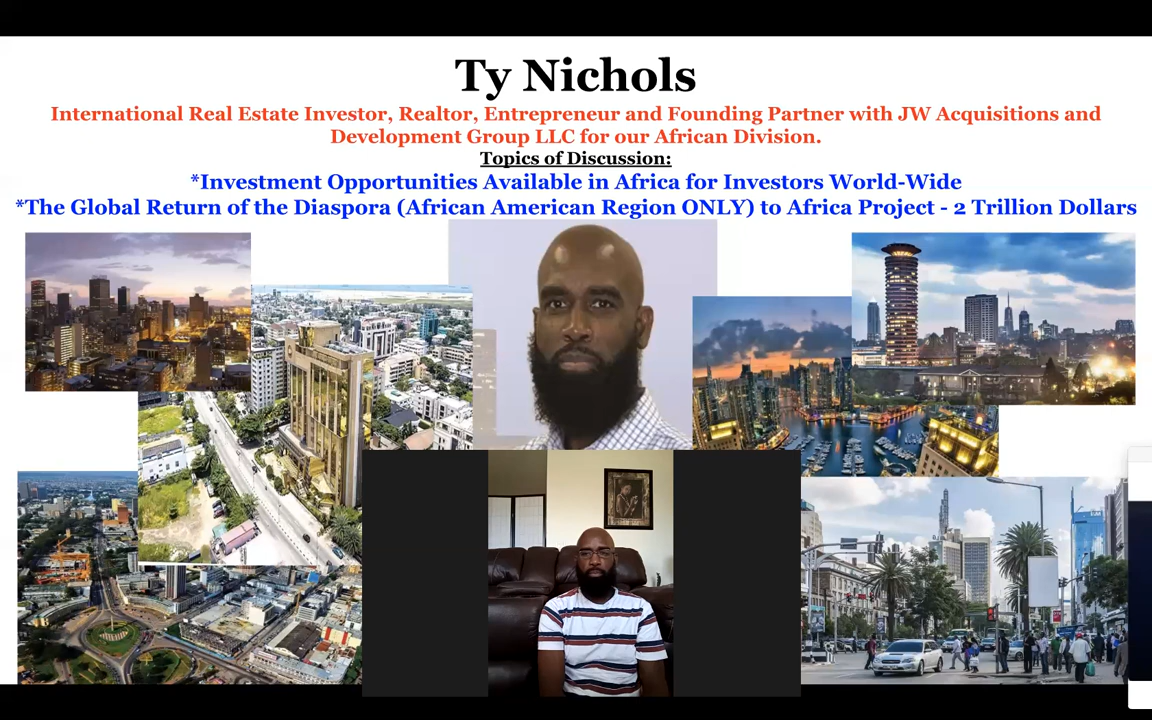 Ty Nichols
International Real Estate Investor, Realtor, Entrepreneur and Founding Partner with JW Acquisitions and
Development Group LLC for our African Division.
Topics of Discussion:
*Investment Opportunities Available in Africa for Investors World-Wide
*The Global Return of the Diaspora (African American Region ONLY) to Africa Project - 2 Trillion Dollars